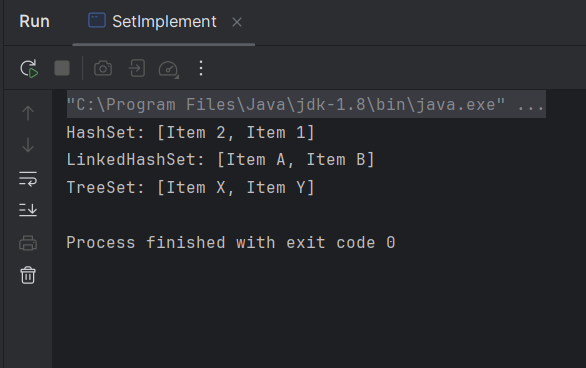 Run SetImplement
"C:\Program Files\Java\jdk-1.8\bin\java.exe" ...
HashSet: [Item 2, Item 1]
LinkedHashSet: [Item A, Item B]
TreeSet: [Item X, Item Y]
Process finished with exit code 0